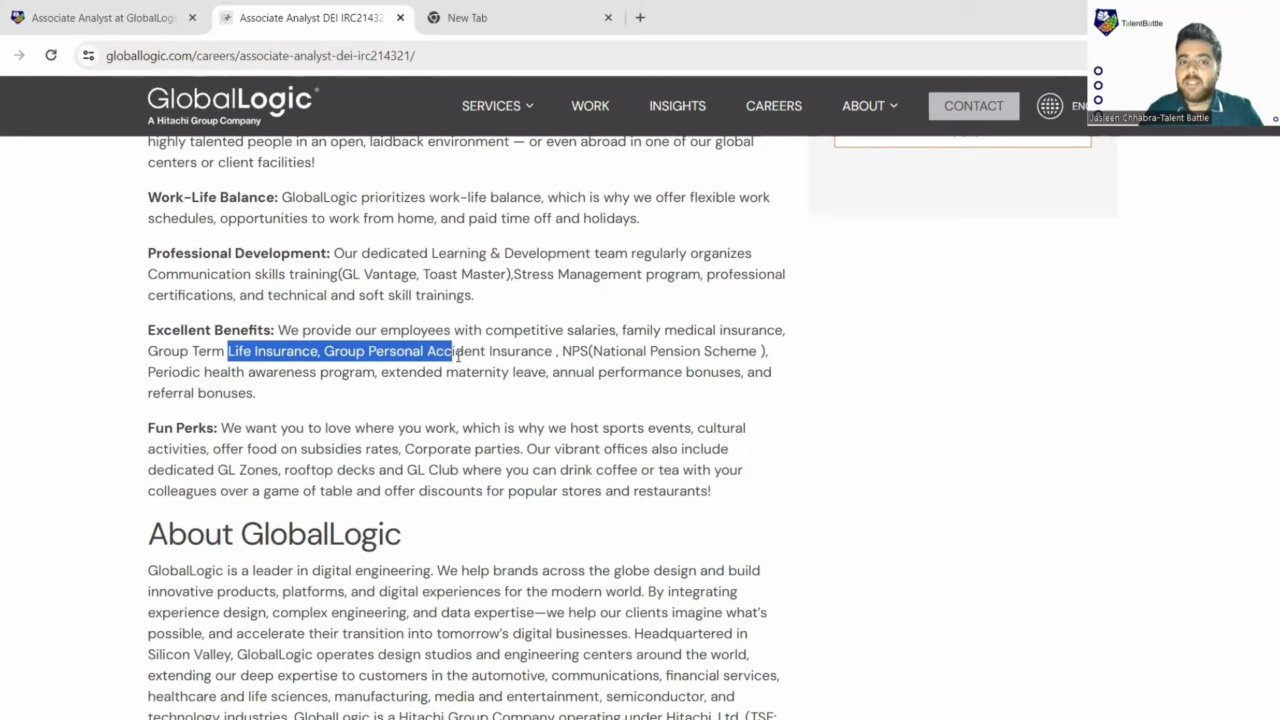 Associate Analyst at GlobalLogi
Associate Analyst DEI IRC21432
New Tab
globallogic.com/careers/associate-analyst-dei-irc214321/
TalentBattle
Jasleen Chhabra-Talent Battle
GlobalLogic
A Hitachi Group Company
SERVICES
WORK
INSIGHTS
CAREERS
ABOUT
CONTACT
ENG
highly talented people in an open, laidback environment — or even abroad in one of our global
centers or client facilities!
Work-Life Balance: GlobalLogic prioritizes work-life balance, which is why we offer flexible work
schedules, opportunities to work from home, and paid time off and holidays.
Professional Development: Our dedicated Learning & Development team regularly organizes
Communication skills training(GL Vantage, Toast Master),Stress Management program, professional
certifications, and technical and soft skill trainings.
Excellent Benefits: We provide our employees with competitive salaries, family medical insurance,
Group Term Life Insurance, Group Personal Accident Insurance , NPS(National Pension Scheme ),
Periodic health awareness program, extended maternity leave, annual performance bonuses, and
referral bonuses.
Fun Perks: We want you to love where you work, which is why we host sports events, cultural
activities, offer food on subsidies rates, Corporate parties. Our vibrant offices also include
dedicated GL Zones, rooftop decks and GL Club where you can drink coffee or tea with your
colleagues over a game of table and offer discounts for popular stores and restaurants!
About GlobalLogic
GlobalLogic is a leader in digital engineering. We help brands across the globe design and build
innovative products, platforms, and digital experiences for the modern world. By integrating
experience design, complex engineering, and data expertise—we help our clients imagine what's
possible, and accelerate their transition into tomorrow's digital businesses. Headquartered in
Silicon Valley, GlobalLogic operates design studios and engineering centers around the world,
extending our deep expertise to customers in the automotive, communications, financial services,
healthcare and life sciences, manufacturing, media and entertainment, semiconductor, and
technology industries. GlobalLogic is a Hitachi Group Company operating under Hitachi, Ltd. (TSE: